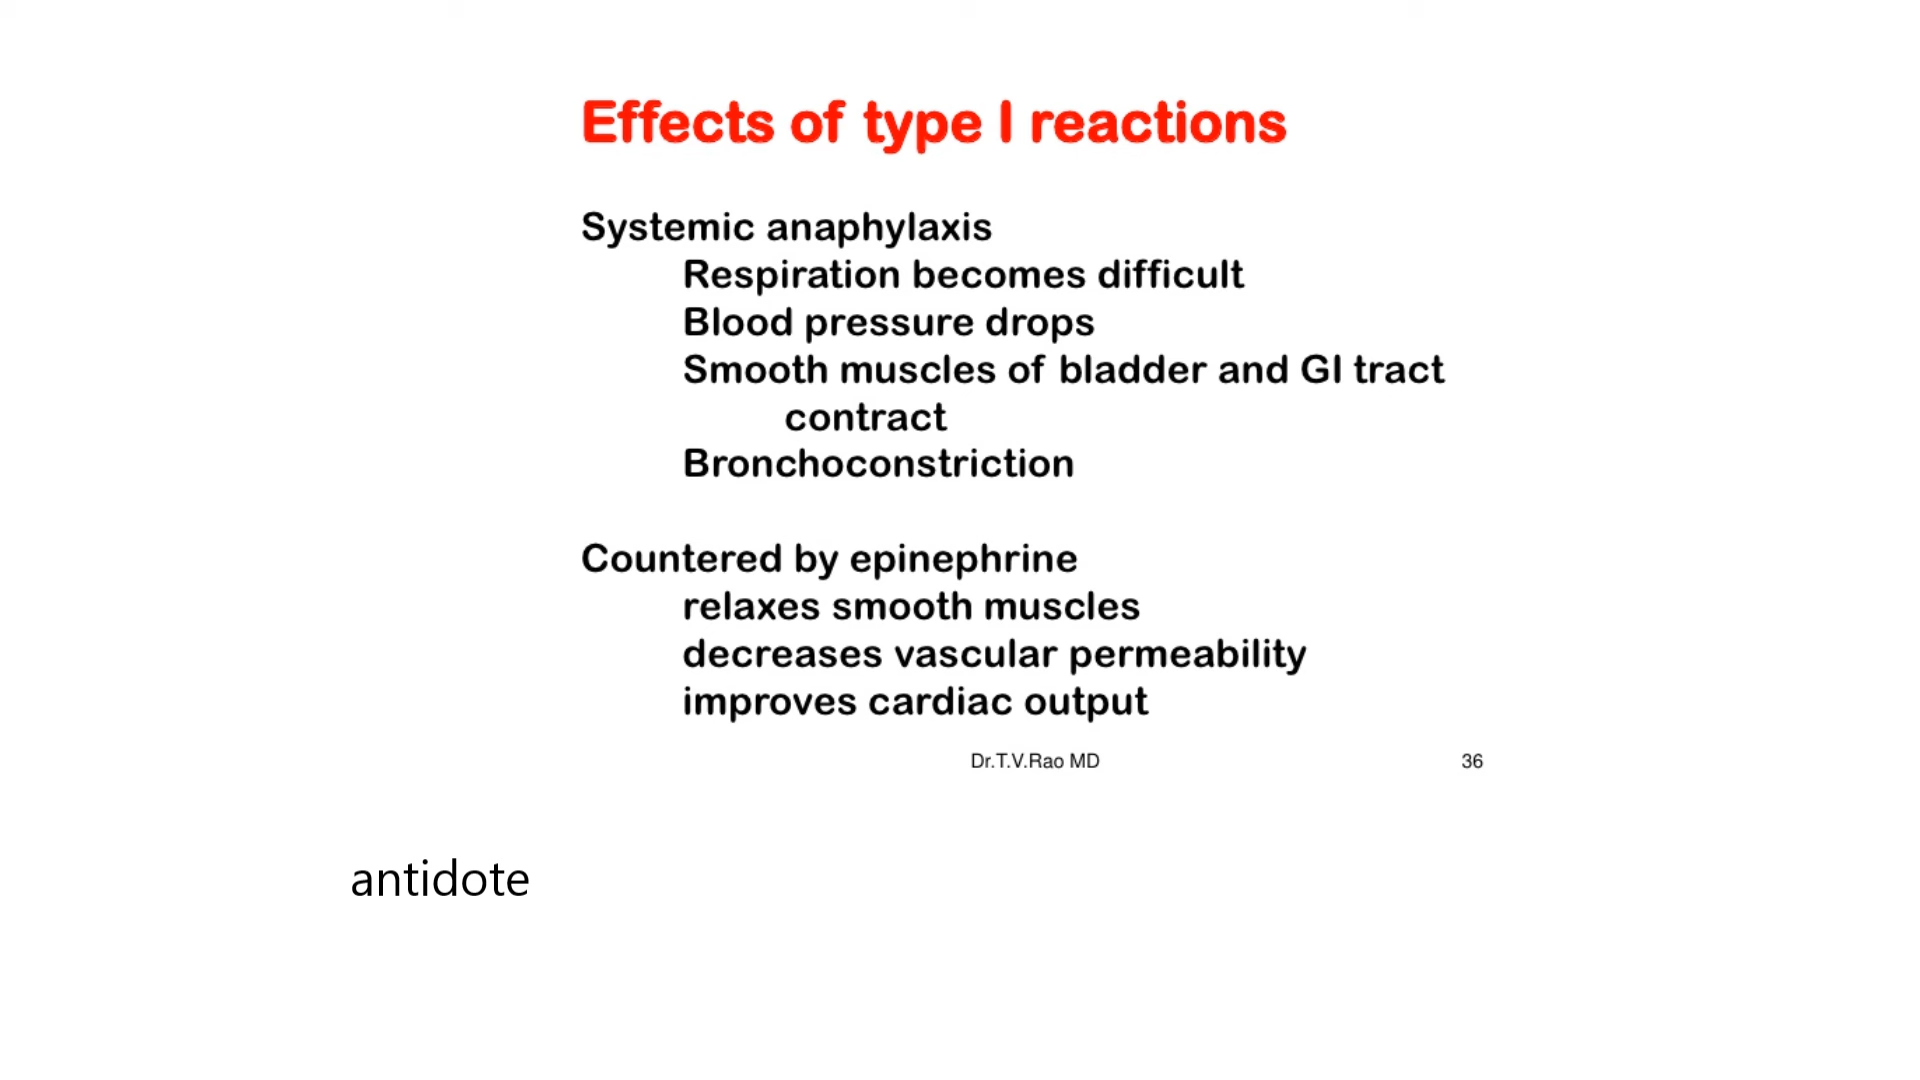 Effects of type I reactions
Systemic anaphylaxis
Respiration becomes difficult
Blood pressure drops
Smooth muscles of bladder and GI tract
contract
Bronchoconstriction
Countered by epinephrine
relaxes smooth muscles
decreases vascular permeability
improves cardiac output
Dr.T.V.Rao MD
36
antidote